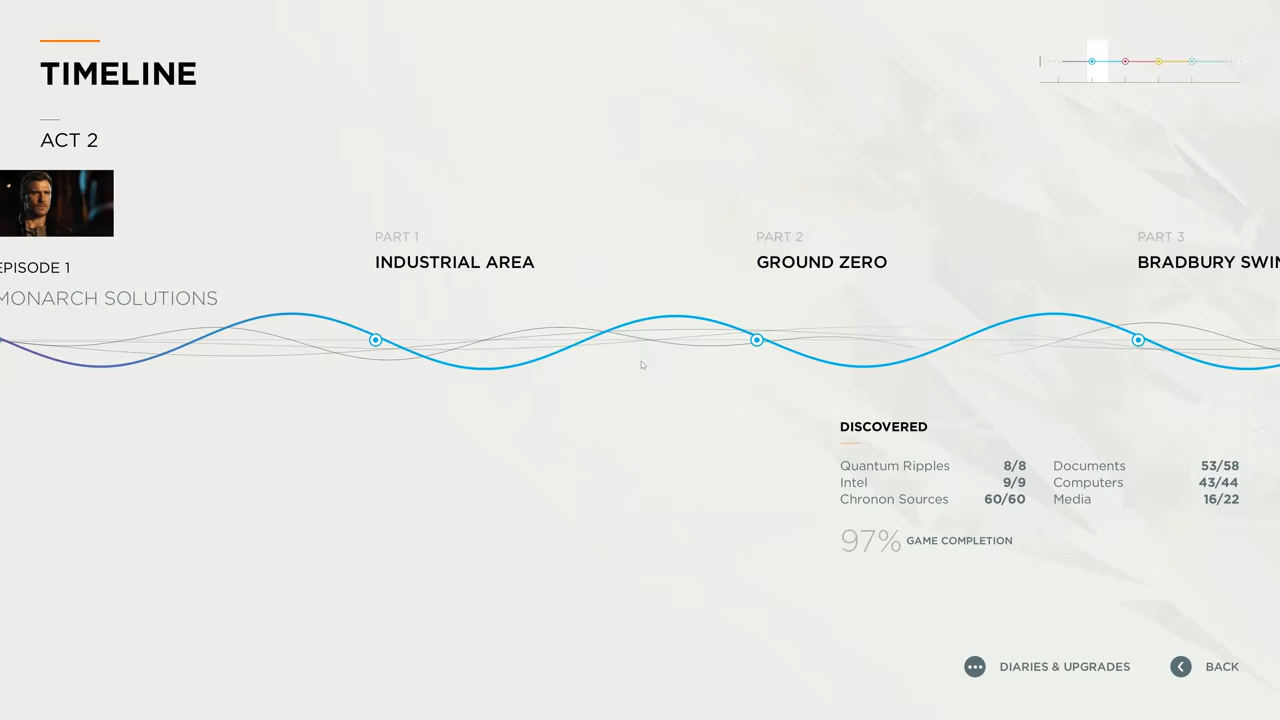 TIMELINE
ACT 2
EPISODE 1
MONARCH SOLUTIONS
PART 1
INDUSTRIAL AREA
PART 2
GROUND ZERO
PART 3
BRADBURY SWIN
DISCOVERED
Quantum Ripples 8/8 Documents 53/58
Intel 9/9 Computers 43/44
Chronon Sources 60/60 Media 16/22
97% GAME COMPLETION
DIARIES & UPGRADES BACK